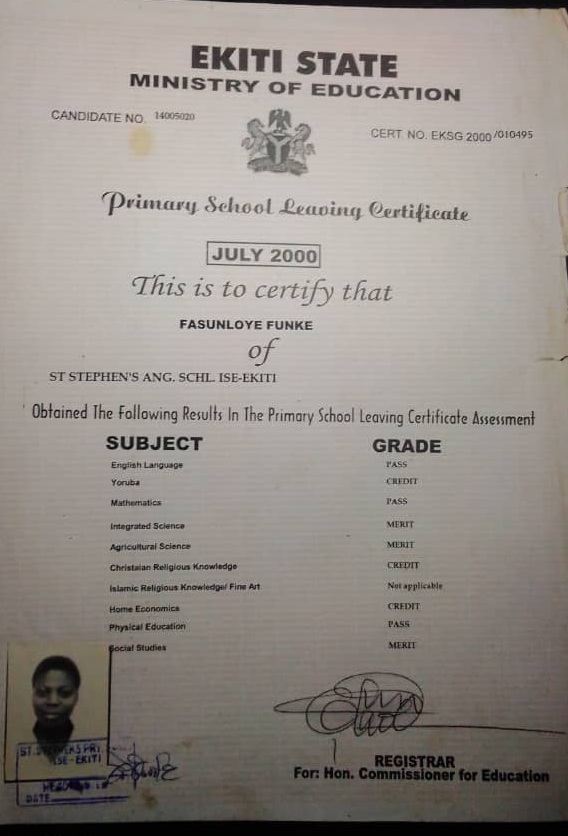 EKITI STATE
MINISTRY OF EDUCATION
CANDIDATE NO. 14005020
CERT. NO. EKSG 2000/010495
Primary School Leaving Certificate
JULY 2000
This is to certify that
FASUNLOYE FUNKE
of
ST STEPHEN'S ANG. SCHL. ISE-EKITI
Obtained The Following Results In The Primary School Leaving Certificate Assessment
SUBJECT GRADE
English Language PASS
Yoruba CREDIT
Mathematics PASS
Integrated Science MERIT
Agricultural Science MERIT
Christaian Religious Knowledge CREDIT
Islamic Religious Knowledge/ Fine Art Not applicable
Home Economics CREDIT
Physical Education PASS
Social Studies MERIT
ISE-EKITI
DATE
REGISTRAR
For: Hon. Commissioner for Education